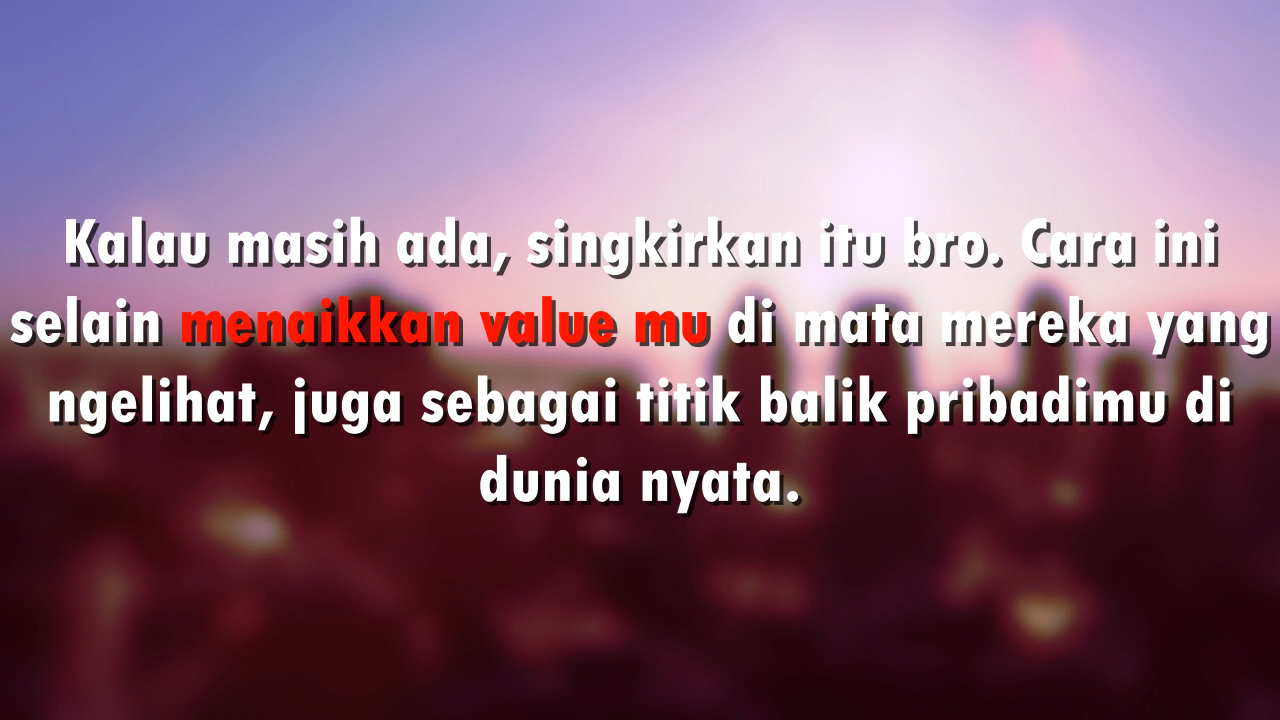 Kalau masih ada, singkirkan itu bro. Cara ini
selain menaikkan value mu di mata mereka yang
ngelihat, juga sebagai titik balik pribadimu di
dunia nyata.